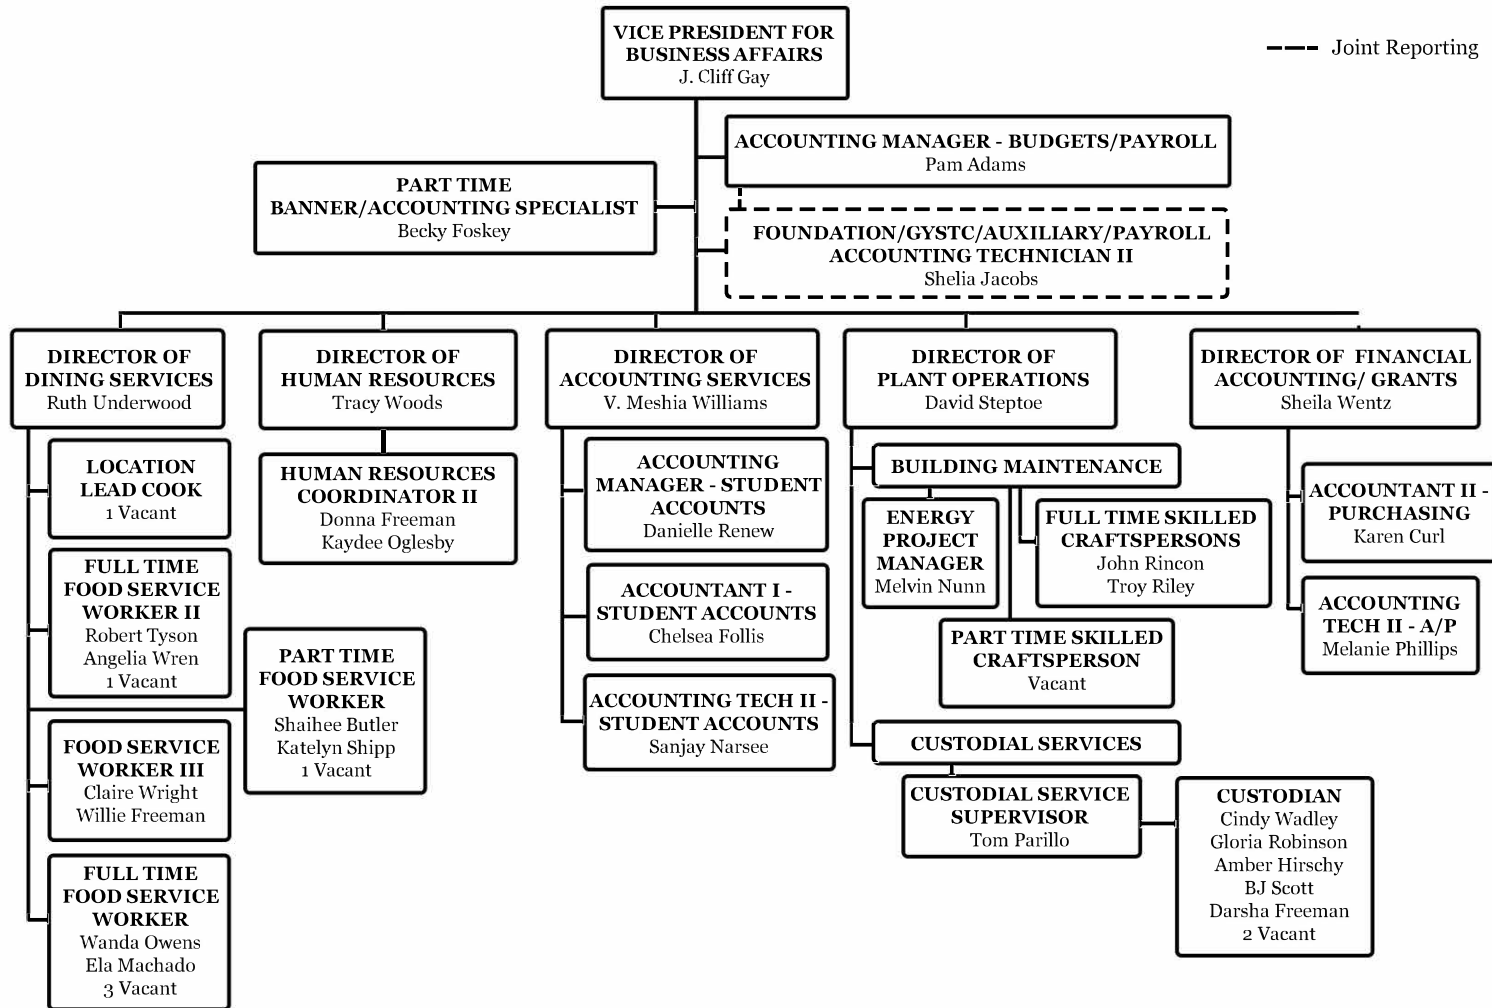 VICE PRESIDENT FOR
BUSINESS AFFAIRS
J. Cliff Gay
Joint Reporting
ACCOUNTING MANAGER - BUDGETS/PAYROLL
Pam Adams
PART TIME
BANNER/ACCOUNTING SPECIALIST
Becky Foskey
FOUNDATION/GYSTC/AUXILIARY/PAYROLL
ACCOUNTING TECHNICIAN II
Shelia Jacobs
DIRECTOR OF
DINING SERVICES
Ruth Underwood
LOCATION
LEAD COOK
1 Vacant
FULL TIME
FOOD SERVICE
WORKER II
Robert Tyson
Angelia Wren
1 Vacant
PART TIME
FOOD SERVICE
WORKER
Shaihee Butler
Katelyn Shipp
1 Vacant
FOOD SERVICE
WORKER III
Claire Wright
Willie Freeman
FULL TIME
FOOD SERVICE
WORKER
Wanda Owens
Ela Machado
3 Vacant
DIRECTOR OF
HUMAN RESOURCES
Tracy Woods
HUMAN RESOURCES
COORDINATOR II
Donna Freeman
Kaydee Oglesby
DIRECTOR OF
ACCOUNTING SERVICES
V. Meshia Williams
ACCOUNTING
MANAGER - STUDENT
ACCOUNTS
Danielle Renew
ACCOUNTANT I -
STUDENT ACCOUNTS
Chelsea Follis
ACCOUNTING TECH II -
STUDENT ACCOUNTS
Sanjay Narsee
DIRECTOR OF
PLANT OPERATIONS
David Steptoe
BUILDING MAINTENANCE
ENERGY
PROJECT
MANAGER
Melvin Nunn
FULL TIME SKILLED
CRAFTSPERSONS
John Rincon
Troy Riley
PART TIME SKILLED
CRAFTSPERSON
Vacant
CUSTODIAL SERVICES
CUSTODIAL SERVICE
SUPERVISOR
Tom Parillo
CUSTODIAN
Cindy Wadley
Gloria Robinson
Amber Hirschy
BJ Scott
Darsha Freeman
2 Vacant
DIRECTOR OF FINANCIAL
ACCOUNTING/ GRANTS
Sheila Wentz
ACCOUNTANT II -
PURCHASING
Karen Curl
ACCOUNTING
TECH II - A/P
Melanie Phillips